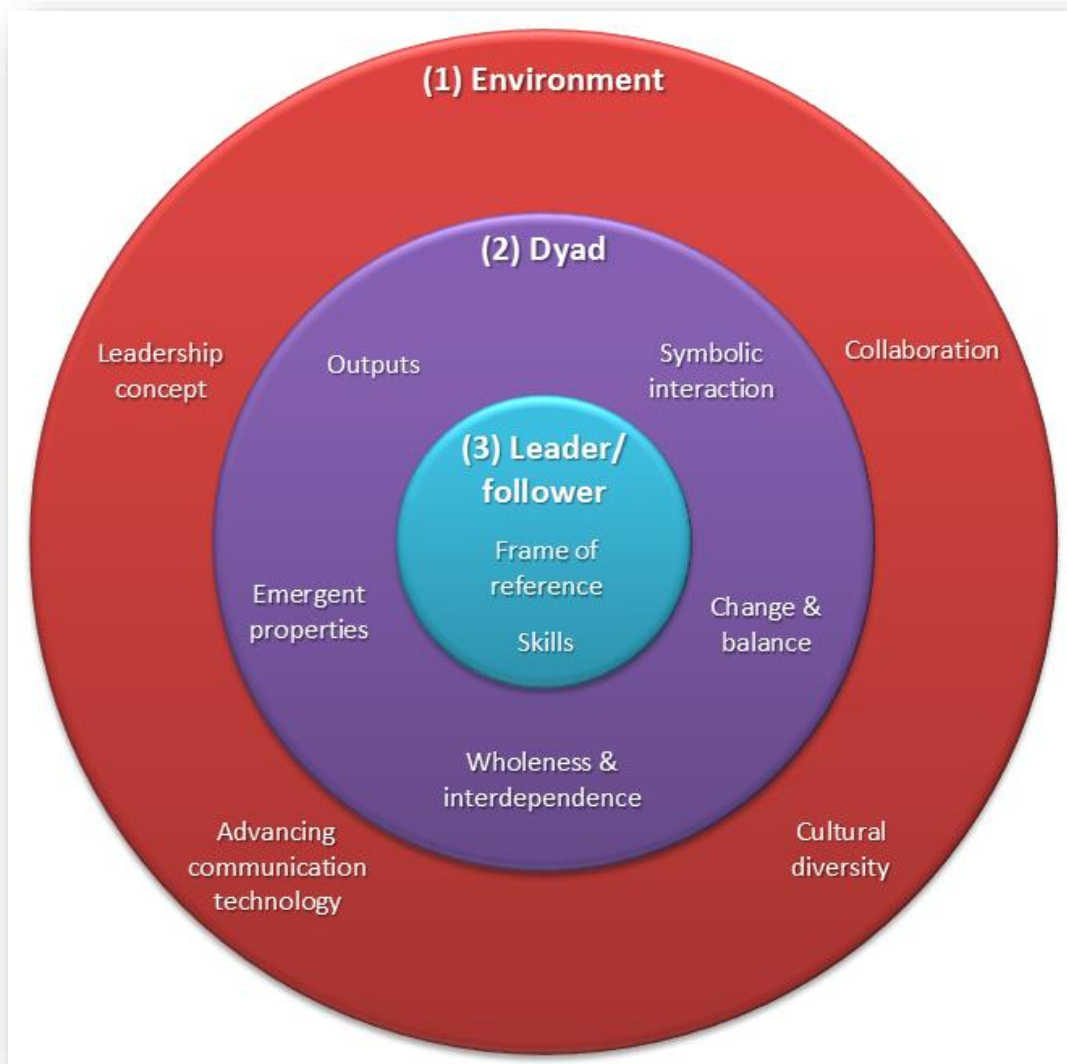 (1) Environment
(2) Dyad
Leadership
concept
Outputs
Symbolic
interaction
Collaboration
(3) Leader/
follower
Frame of
reference
Skills
Emergent
properties
Change &
balance
Wholeness &
interdependence
Advancing
communication
technology
Cultural
diversity